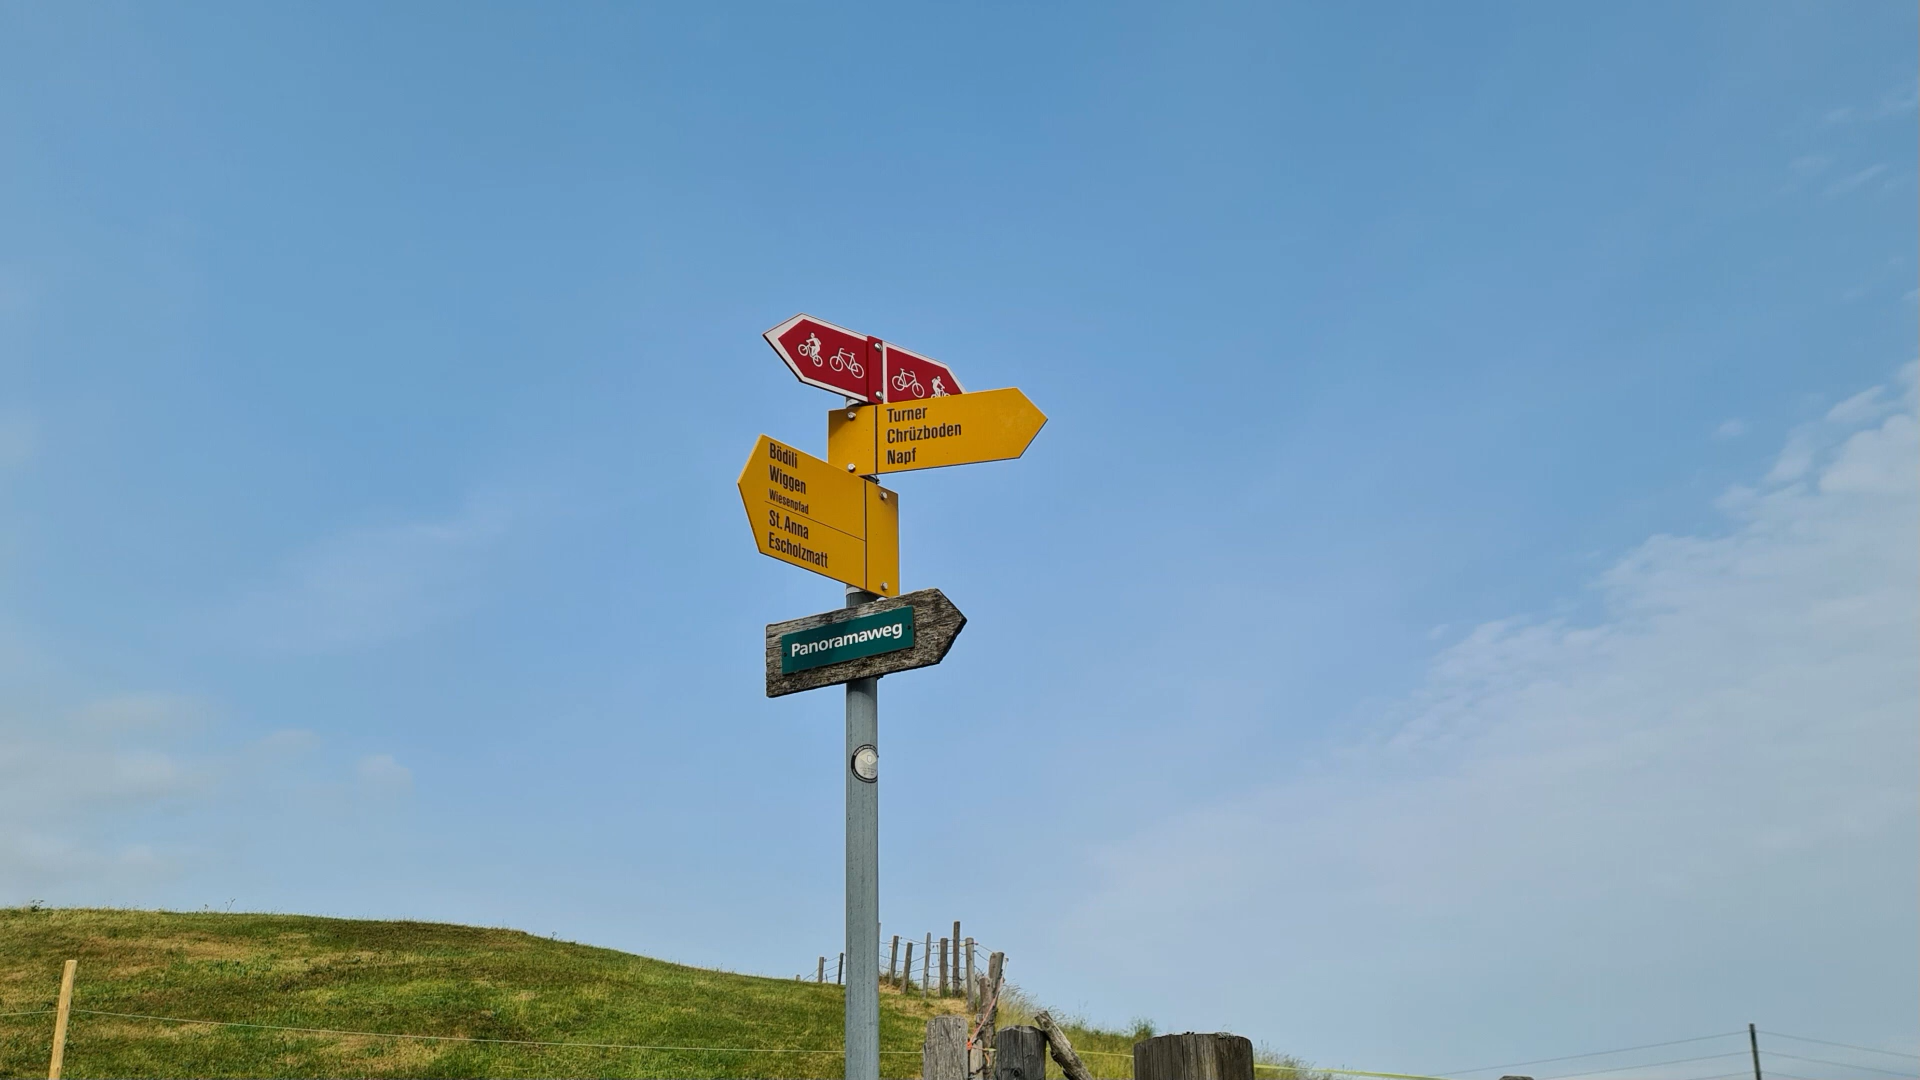 Turner
Chrüzboden
Napf
Bödili
Wiggen
Wiesenpfad
St. Anna
Escholzmatt
Panoramaweg